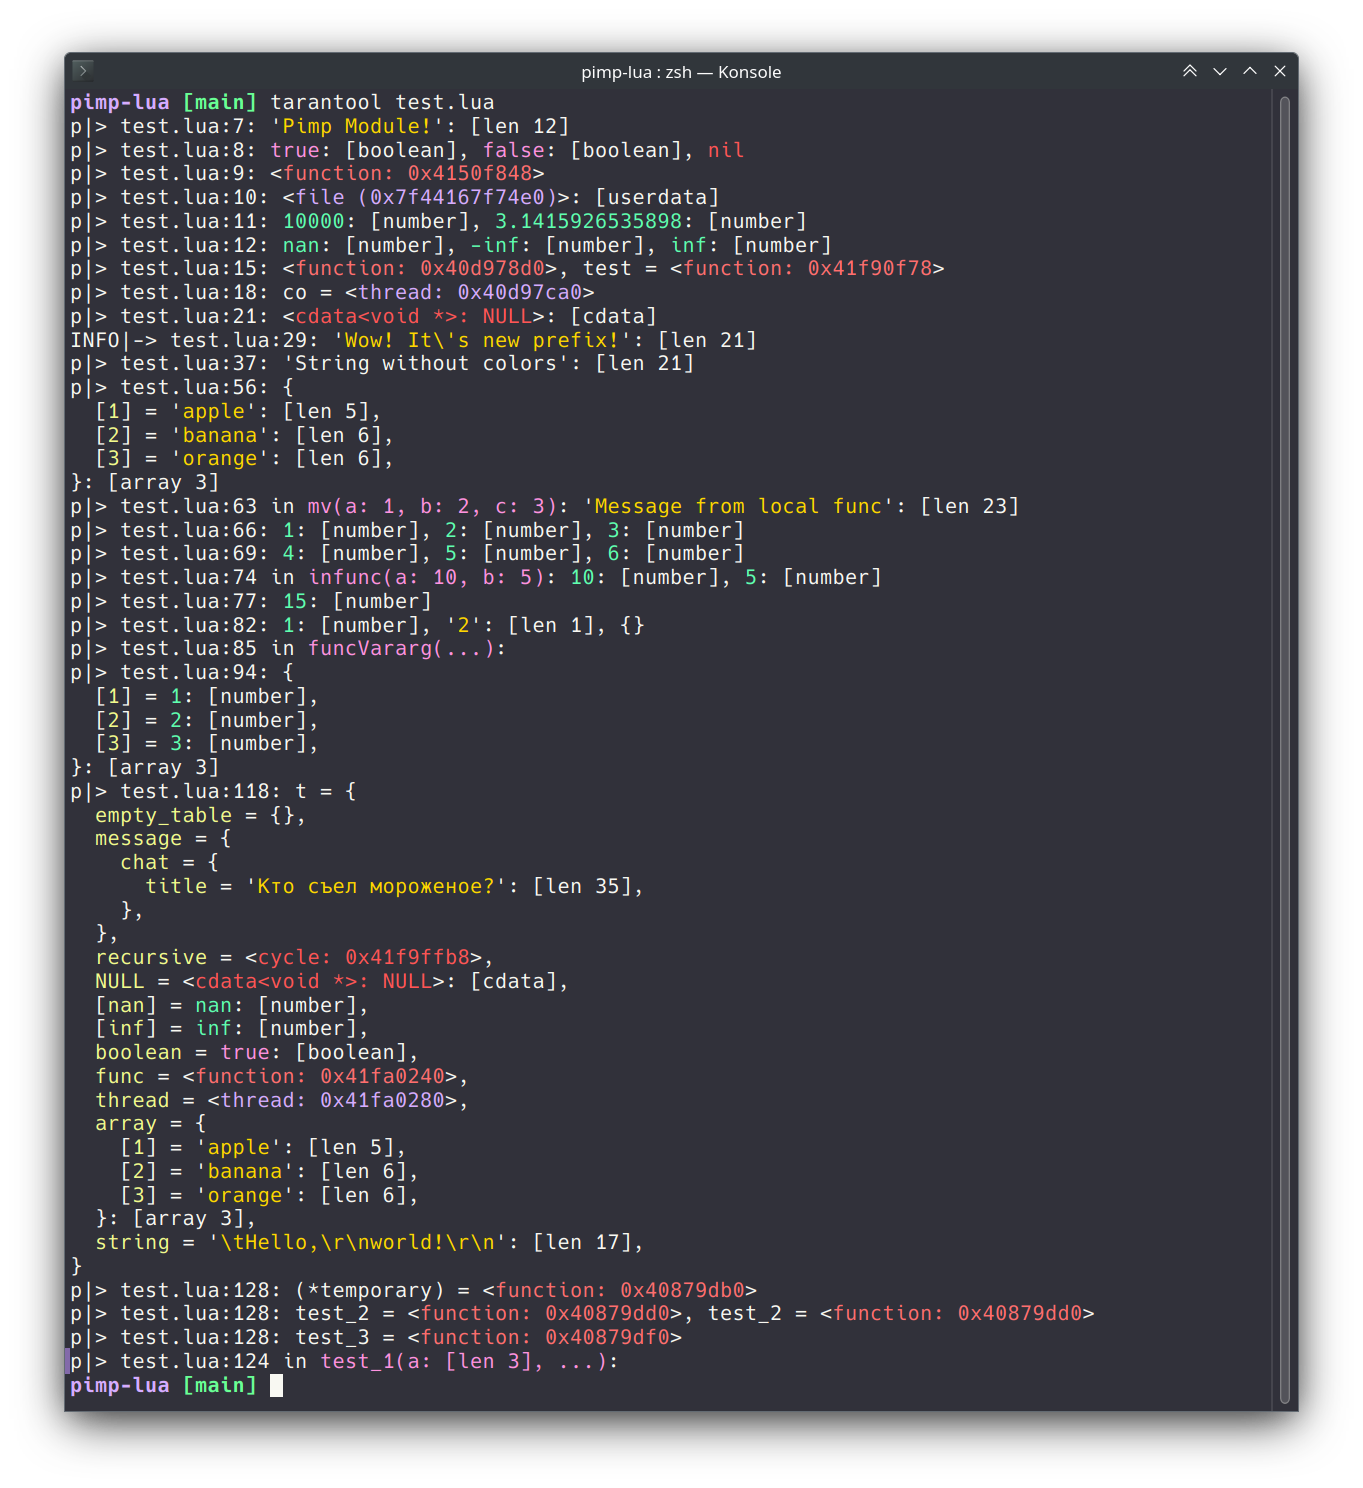 pimp-lua : zsh — Konsole
pimp-lua [main] tarantool test.lua
p|> test.lua:7: 'Pimp Module!': [len 12]
p|> test.lua:8: true: [boolean], false: [boolean], nil
p|> test.lua:9: <function: 0x4150f848>
p|> test.lua:10: <file (0x7f44167f74e0)>: [userdata]
p|> test.lua:11: 10000: [number], 3.1415926535898: [number]
p|> test.lua:12: nan: [number], -inf: [number], inf: [number]
p|> test.lua:15: <function: 0x40d978d0>, test = <function: 0x41f90f78>
p|> test.lua:18: co = <thread: 0x40d97ca0>
p|> test.lua:21: <cdata<void *>: NULL>: [cdata]
INFO|-> test.lua:29: 'Wow! It\'s new prefix!': [len 21]
p|> test.lua:37: 'String without colors': [len 21]
p|> test.lua:56: {
  [1] = 'apple': [len 5],
  [2] = 'banana': [len 6],
  [3] = 'orange': [len 6],
}: [array 3]
p|> test.lua:63 in mv(a: 1, b: 2, c: 3): 'Message from local func': [len 23]
p|> test.lua:66: 1: [number], 2: [number], 3: [number]
p|> test.lua:69: 4: [number], 5: [number], 6: [number]
p|> test.lua:74 in infunc(a: 10, b: 5): 10: [number], 5: [number]
p|> test.lua:77: 15: [number]
p|> test.lua:82: 1: [number], '2': [len 1], {}
p|> test.lua:85 in funcVararg(...):
p|> test.lua:94: {
  [1] = 1: [number],
  [2] = 2: [number],
  [3] = 3: [number],
}: [array 3]
p|> test.lua:118: t = {
  empty_table = {},
  message = {
    chat = {
      title = 'Кто съел мороженое?': [len 35],
    },
  },
  recursive = <cycle: 0x41f9ffb8>,
  NULL = <cdata<void *>: NULL>: [cdata],
  [nan] = nan: [number],
  [inf] = inf: [number],
  boolean = true: [boolean],
  func = <function: 0x41fa0240>,
  thread = <thread: 0x41fa0280>,
  array = {
    [1] = 'apple': [len 5],
    [2] = 'banana': [len 6],
    [3] = 'orange': [len 6],
  }: [array 3],
  string = '\tHello,\r\nworld!\r\n': [len 17],
}
p|> test.lua:128: (*temporary) = <function: 0x40879db0>
p|> test.lua:128: test_2 = <function: 0x40879dd0>, test_2 = <function: 0x40879dd0>
p|> test.lua:128: test_3 = <function: 0x40879df0>
p|> test.lua:124 in test_1(a: [len 3], ...):
pimp-lua [main]